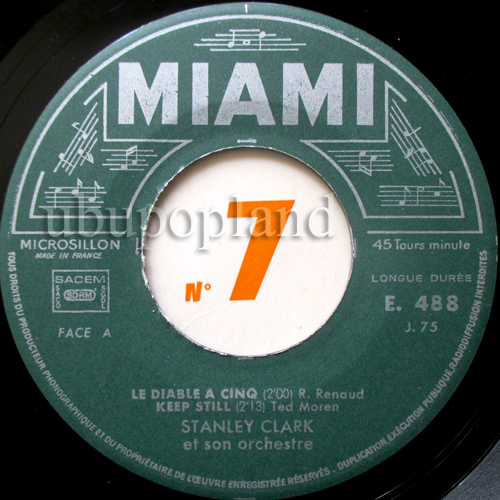 MIAMI
ubupopland
MICROSILLON
MADE IN FRANCE
45 Tours minute
LONGUE DURÉE
SACEM
SDRM
E. 488
J. 75
FACE A
N° 7
LE DIABLE A CINQ (2'00) R. Renaud
KEEP STILL (2'13) Ted Moren
STANLEY CLARK
et son orchestre
TOUS DROITS DU PRODUCTEUR PHONOGRAPHIQUE ET DU PROPRIÉTAIRE DE L'ŒUVRE ENREGISTRÉE RÉSERVÉS - DUPLICATION, EXÉCUTION PUBLIQUE, RADIODIFFUSION INTERDITES